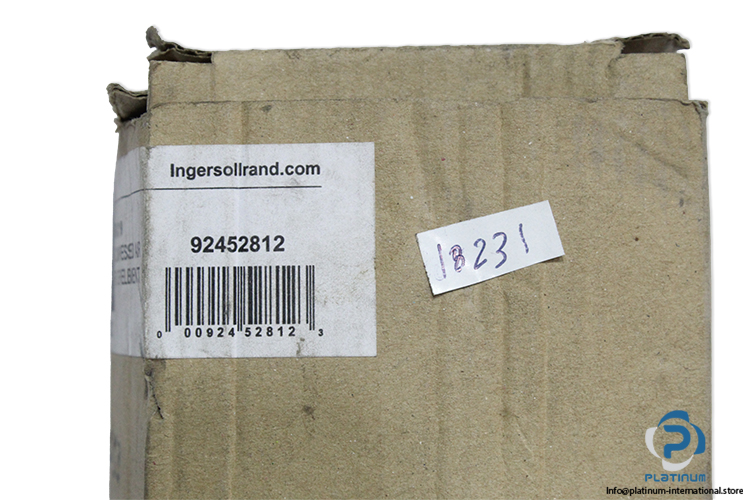 Ingersollrand.com
92452812
0 00924 52812 3
18231
PLATINUM
Info@platinum-international.store